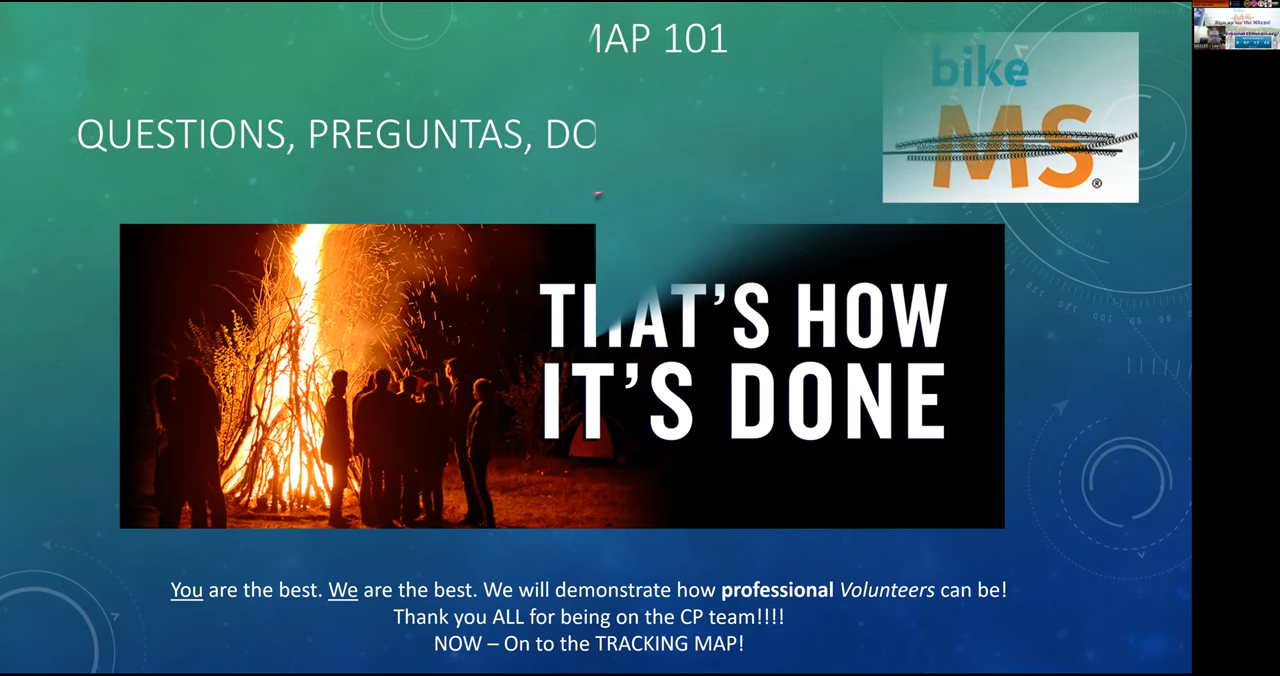 MAP 101
QUESTIONS, PREGUNTAS, DO
bike
MS®
THAT'S HOW
IT'S DONE
You are the best. We are the best. We will demonstrate how professional Volunteers can be!
Thank you ALL for being on the CP team!!!!
NOW – On to the TRACKING MAP!